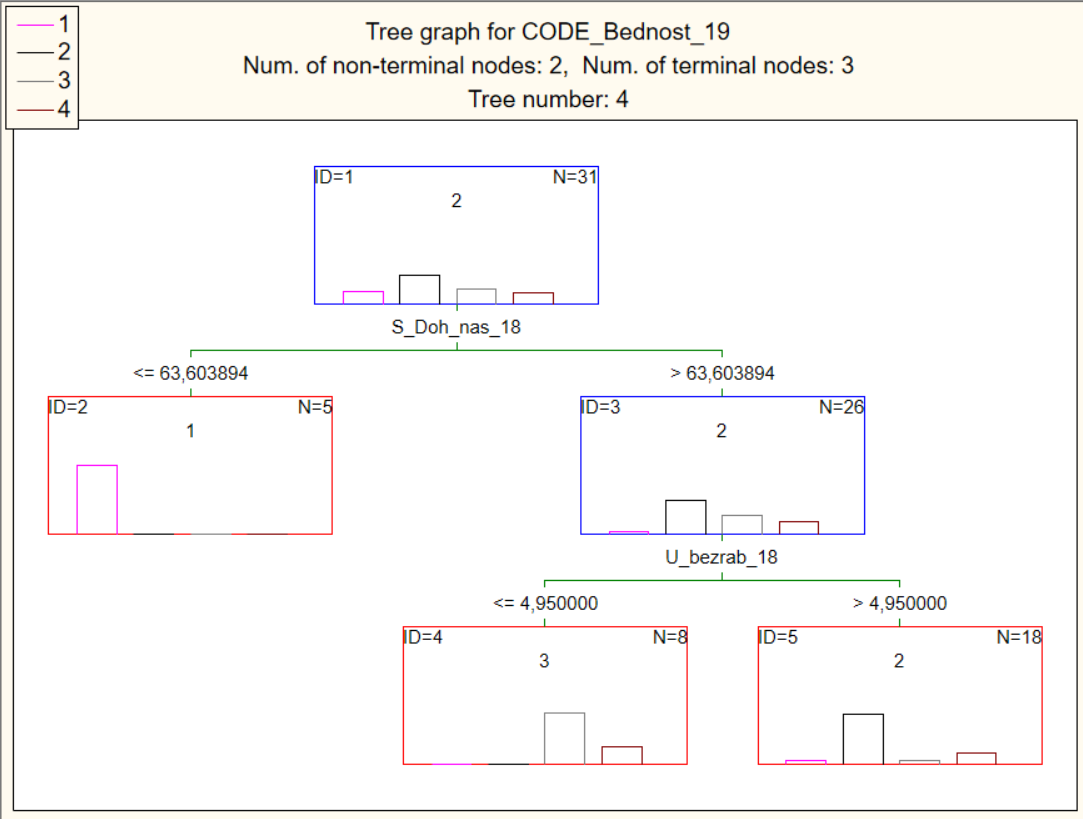 1
2
3
4
Tree graph for CODE_Bednost_19
Num. of non-terminal nodes: 2,  Num. of terminal nodes: 3
Tree number: 4
ID=1 N=31
2
S_Doh_nas_18
<= 63,603894 > 63,603894
ID=2 N=5 ID=3 N=26
1 2
U_bezrab_18
<= 4,950000 > 4,950000
ID=4 N=8 ID=5 N=18
3 2